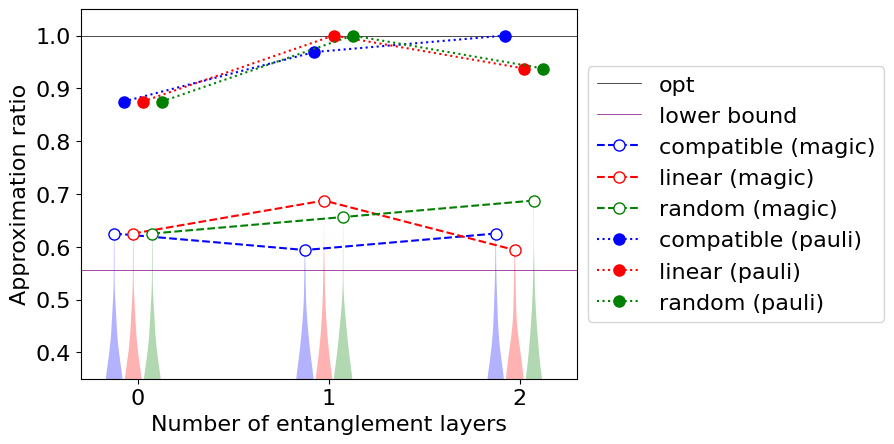 1.0
0.9
0.8
0.7
0.6
0.5
0.4
Approximation ratio
0 1 2
Number of entanglement layers
opt
lower bound
compatible (magic)
linear (magic)
random (magic)
compatible (pauli)
linear (pauli)
random (pauli)